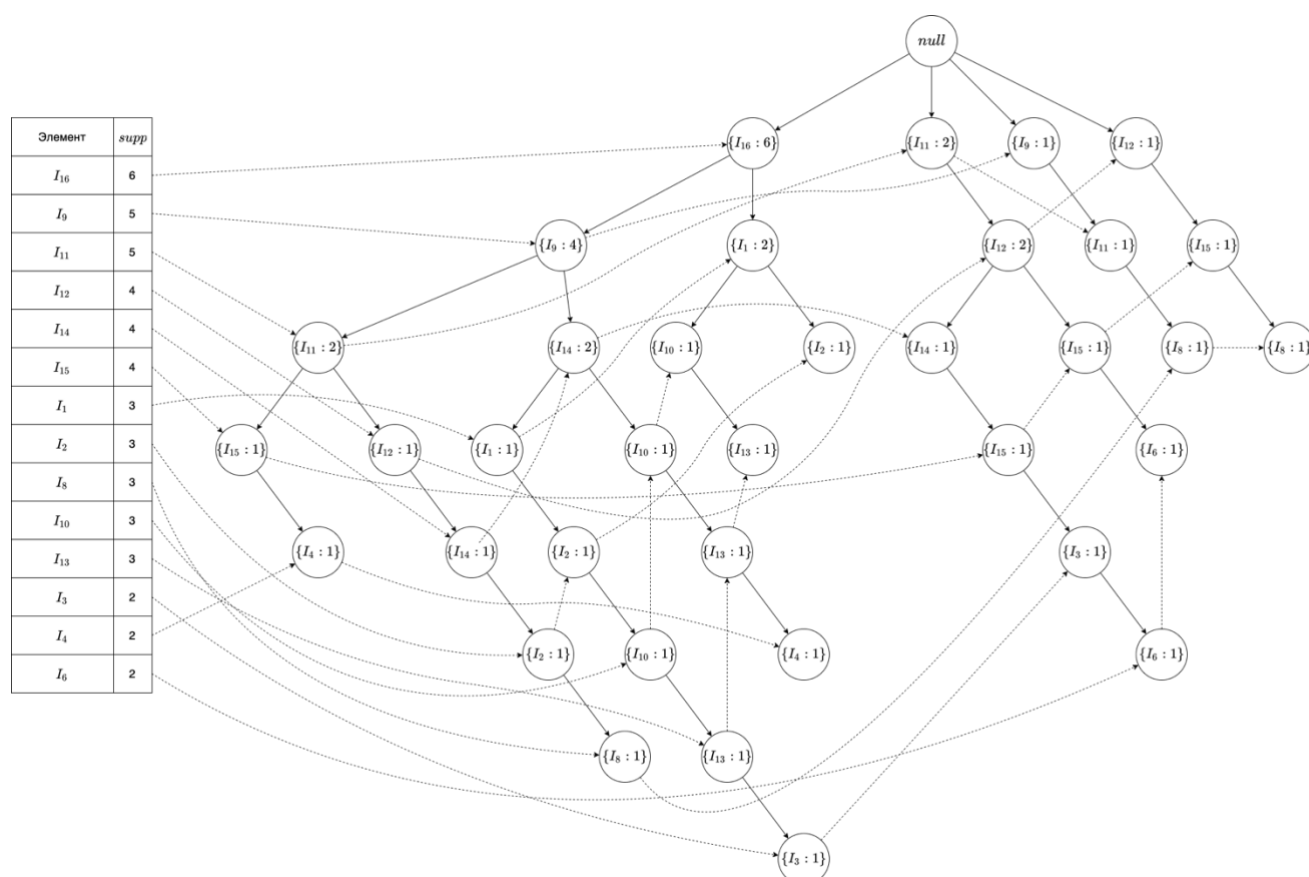 null
Элемент supp
I₁₆ 6
I₉ 5
I₁₁ 5
I₁₂ 4
I₁₄ 4
I₁₅ 4
I₁ 3
I₂ 3
I₈ 3
I₁₀ 3
I₁₃ 3
I₃ 2
I₄ 2
I₆ 2
{I₁₆ : 6} {I₁₁ : 2} {I₉ : 1} {I₁₂ : 1}
{I₉ : 4} {I₁ : 2} {I₁₂ : 2} {I₁₁ : 1} {I₁₅ : 1}
{I₁₁ : 2} {I₁₄ : 2} {I₁₀ : 1} {I₂ : 1} {I₁₄ : 1} {I₁₅ : 1} {I₈ : 1} {I₈ : 1}
{I₁₅ : 1} {I₁₂ : 1} {I₁ : 1} {I₁₀ : 1} {I₁₃ : 1} {I₁₅ : 1} {I₆ : 1}
{I₄ : 1} {I₁₄ : 1} {I₂ : 1} {I₁₃ : 1} {I₃ : 1}
{I₂ : 1} {I₁₀ : 1} {I₄ : 1} {I₆ : 1}
{I₈ : 1} {I₁₃ : 1}
{I₃ : 1}